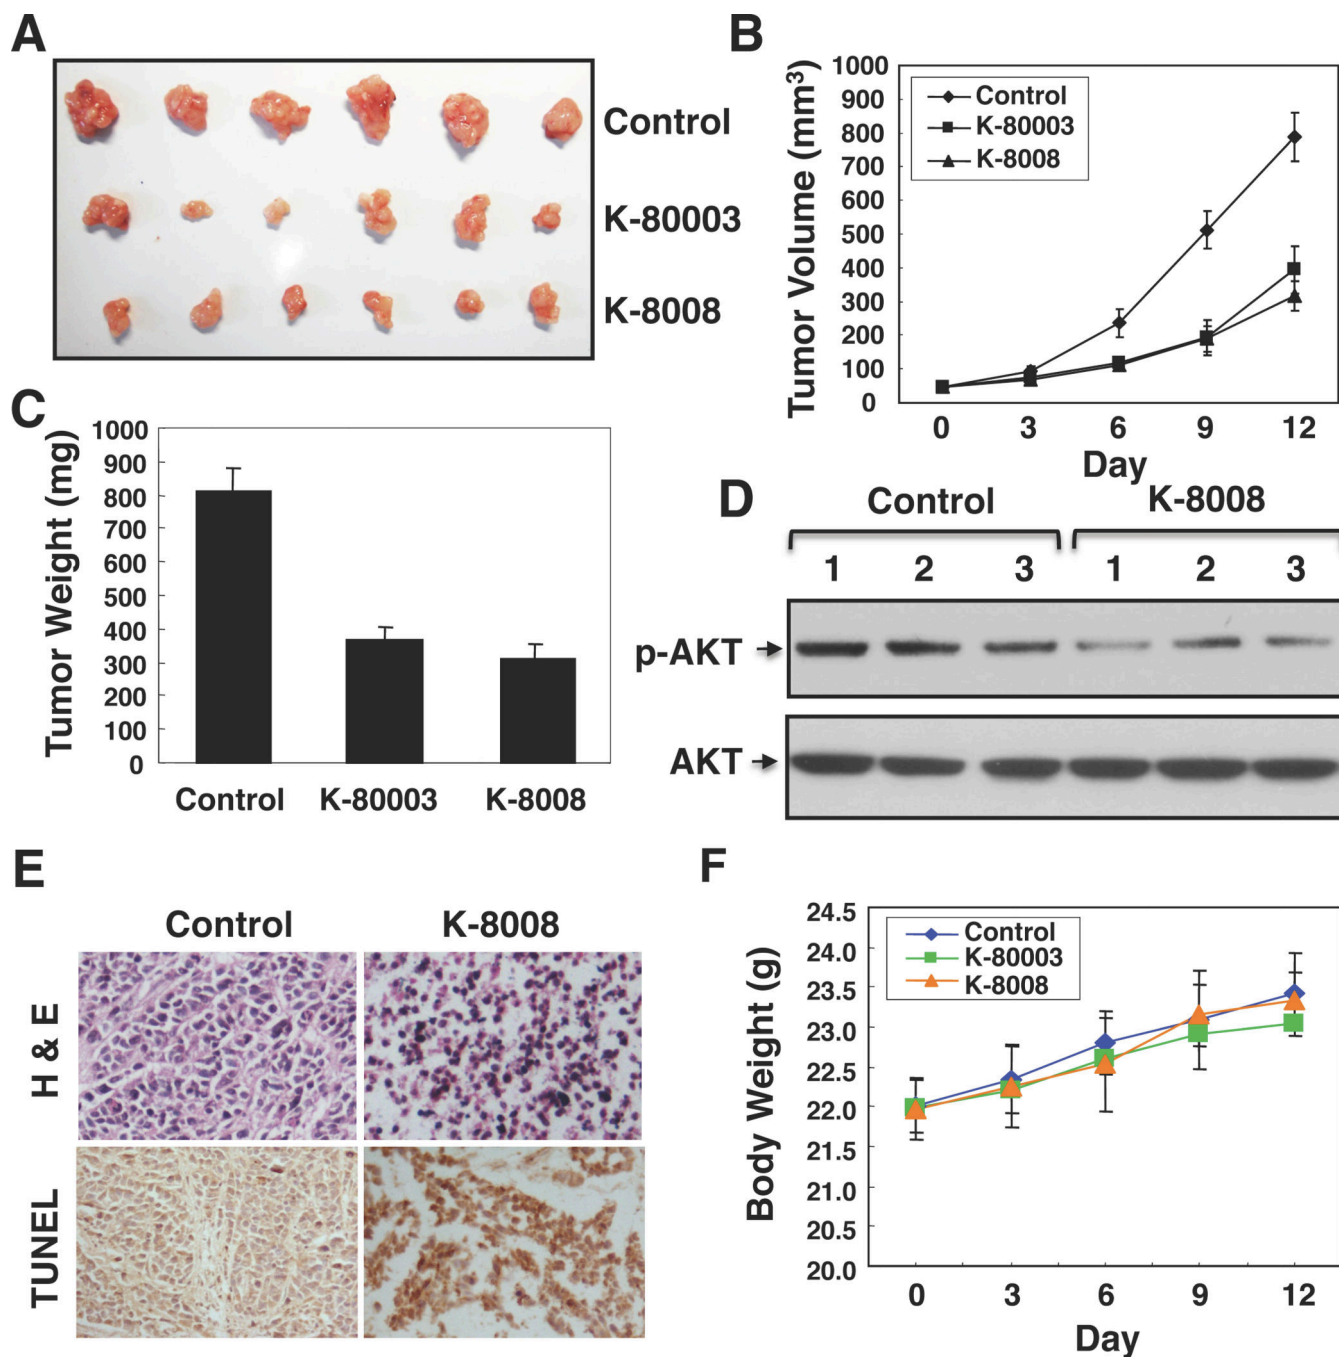 A
Control
K-80003
K-8008
B
Tumor Volume (mm³)
1000
900
800
700
600
500
400
300
200
100
0
Control
K-80003
K-8008
0 3 6 9 12
Day
C
Tumor Weight (mg)
1000
900
800
700
600
500
400
300
200
100
0
Control K-80003 K-8008
D
Control K-8008
1 2 3 1 2 3
p-AKT
AKT
E
Control K-8008
H & E
TUNEL
F
Body Weight (g)
24.5
24.0
23.5
23.0
22.5
22.0
21.5
21.0
20.5
20.0
Control
K-80003
K-8008
0 3 6 9 12
Day